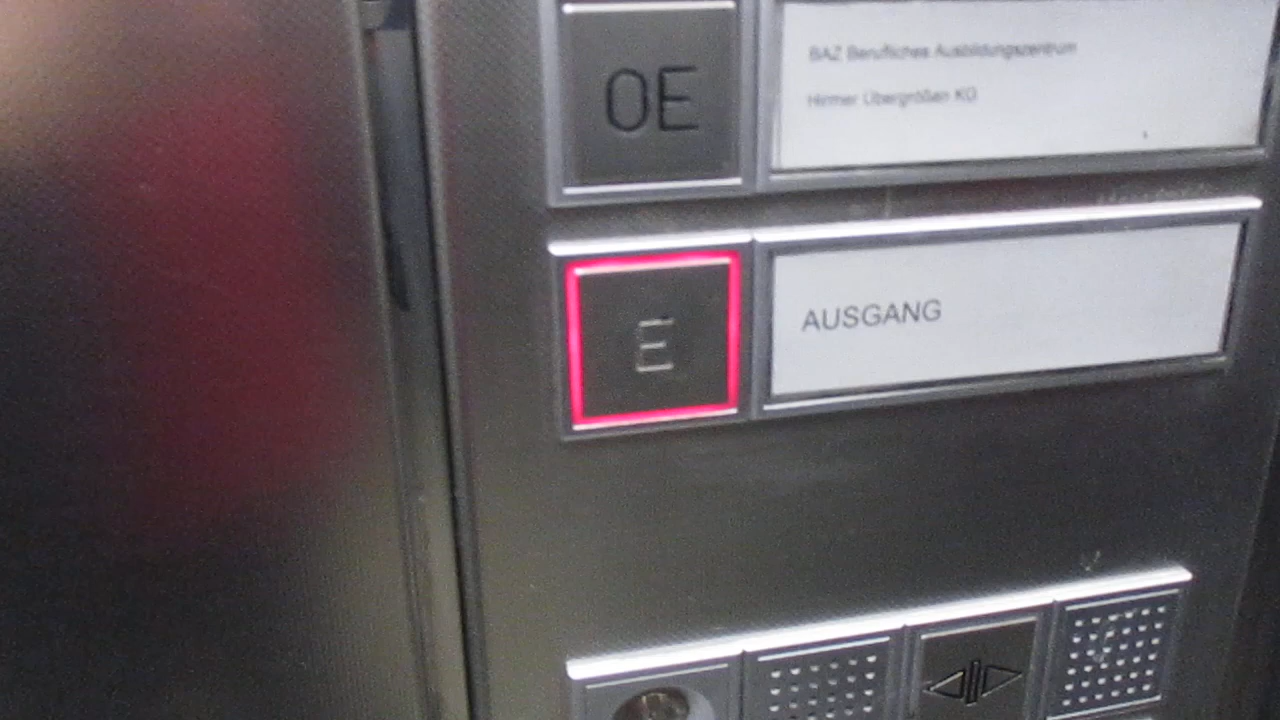 OE
BAZ Berufliches Ausbildungszentrum
Hirmer Übergrößen KG
E
AUSGANG